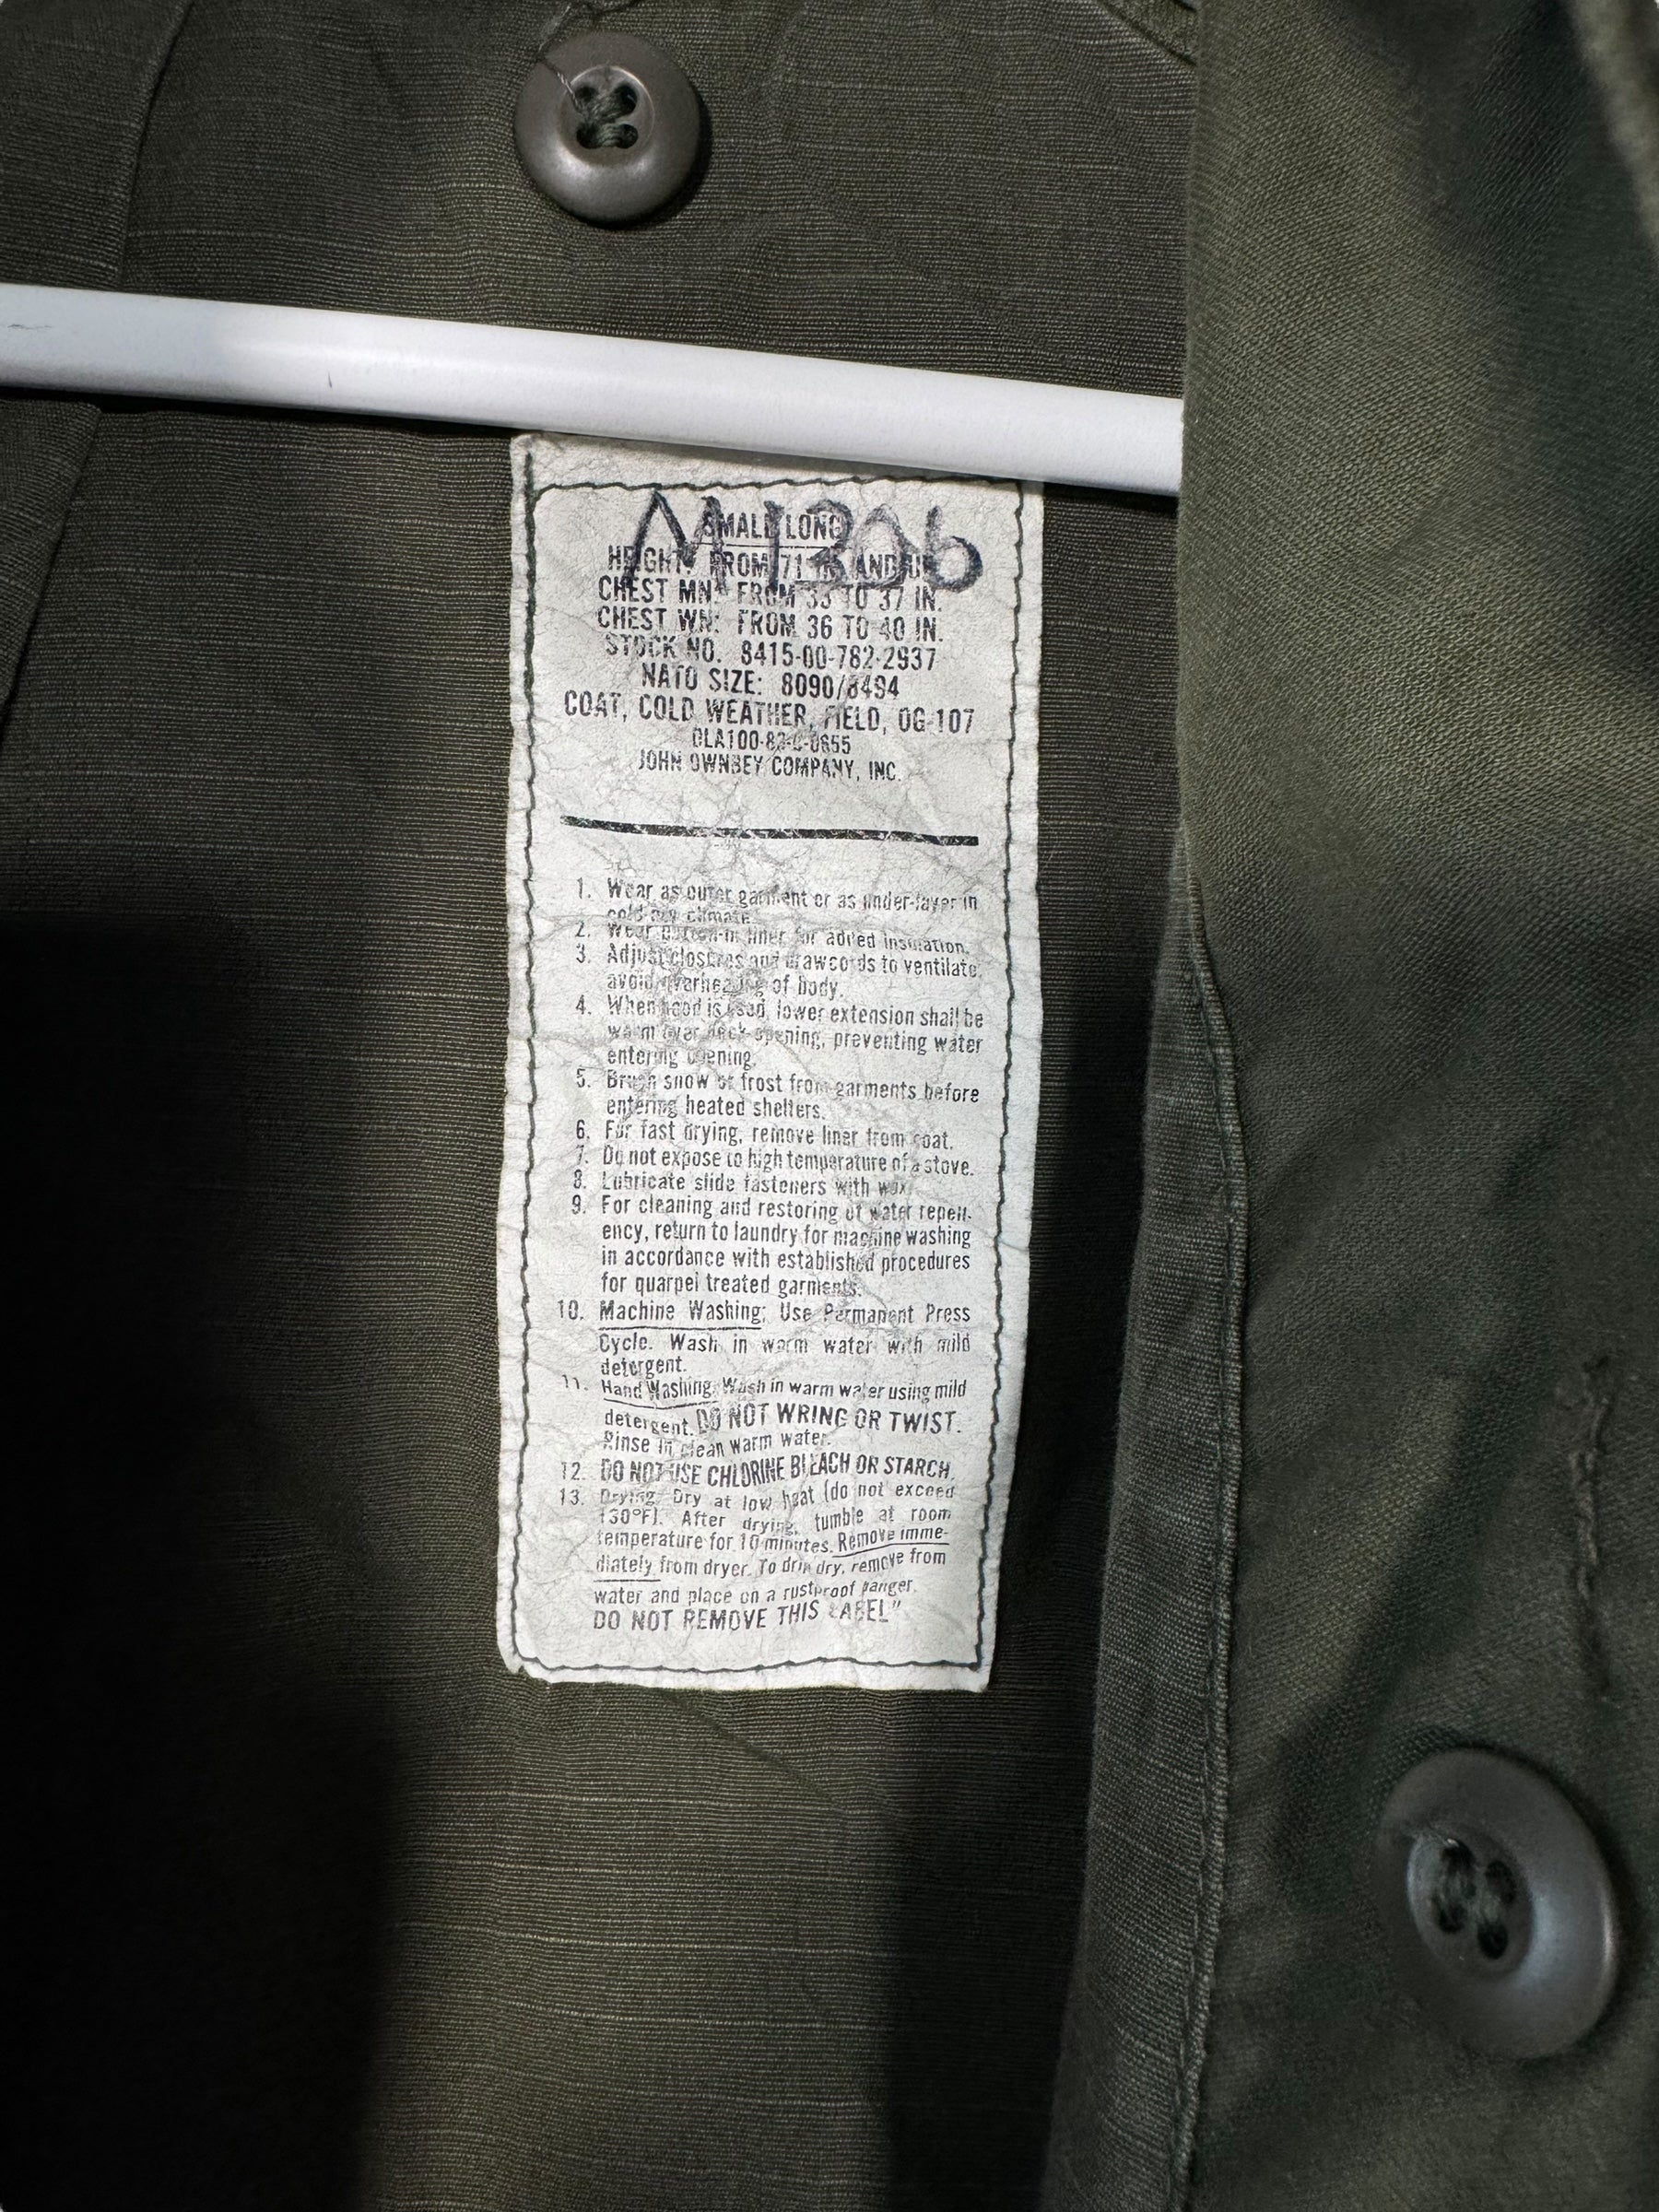 M 1306
SMALL LONG
HEIGHT: FROM 71 IN. AND UP
CHEST MN: FROM 33 TO 37 IN.
CHEST WN: FROM 36 TO 40 IN.
STOCK NO. 8415-00-782-2937
NATO SIZE: 8090/8494
COAT, COLD WEATHER, FIELD, OG-107
DLA100-82-C-0655
JOHN OWNBEY COMPANY, INC.
1. Wear as outer garment or as under-layer in
cold-dry climate.
2. Wear button-in liner for added insulation.
3. Adjust closures and drawcords to ventilate,
avoid overheating of body.
4. When hood is used, lower extension shall be
warm over neck opening, preventing water
entering opening.
5. Brush snow or frost from garments before
entering heated shelters.
6. For fast drying, remove liner from coat.
7. Do not expose to high temperature of a stove.
8. Lubricate slide fasteners with wax.
9. For cleaning and restoring of water repell-
ency, return to laundry for machine washing
in accordance with established procedures
for quarpel treated garments.
10. Machine Washing: Use Permanent Press
Cycle. Wash in warm water with mild
detergent.
11. Hand Washing: Wash in warm water using mild
detergent. DO NOT WRING OR TWIST.
Rinse in clean warm water.
12. DO NOT USE CHLORINE BLEACH OR STARCH.
13. Drying: Dry at low heat (do not exceed
130°F). After drying, tumble at room
temperature for 10 minutes. Remove imme-
diately from dryer. To drip dry, remove from
water and place on a rustproof hanger.
DO NOT REMOVE THIS LABEL"